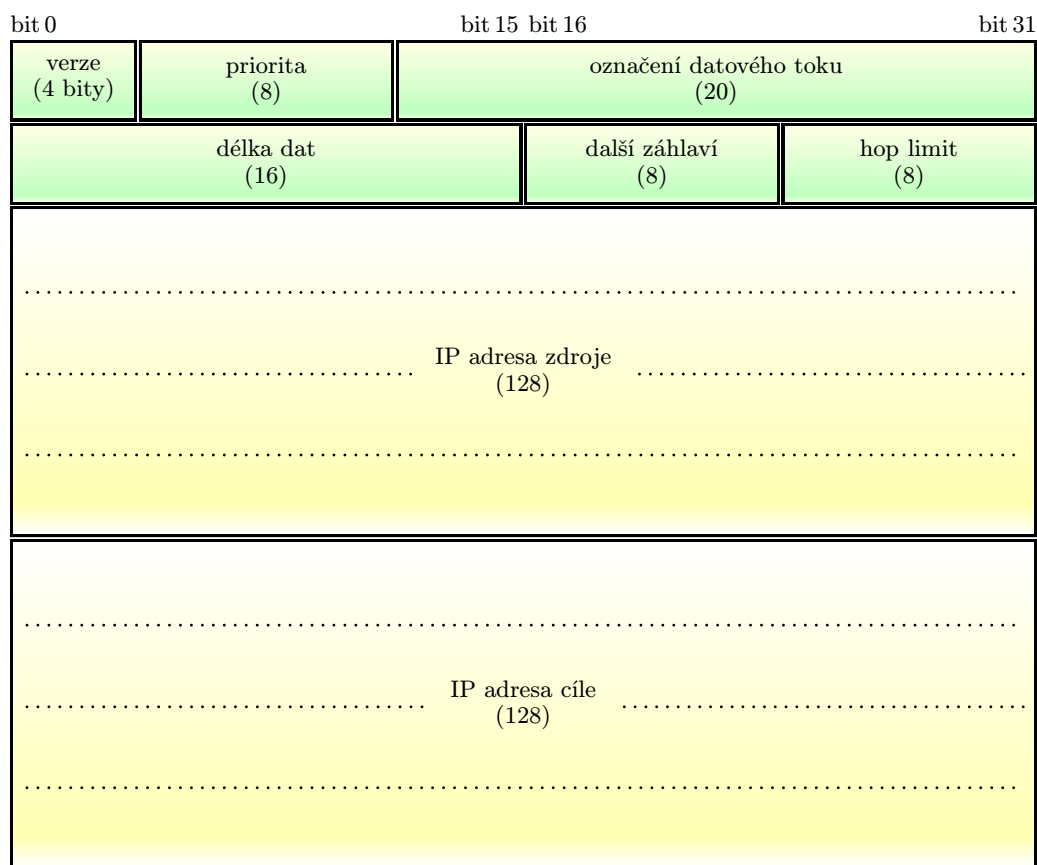 bit 0 bit 15 bit 16 bit 31
verze priorita označení datového toku
(4 bity) (8) (20)
délka dat další záhlaví hop limit
(16) (8) (8)
IP adresa zdroje
(128)
IP adresa cíle
(128)